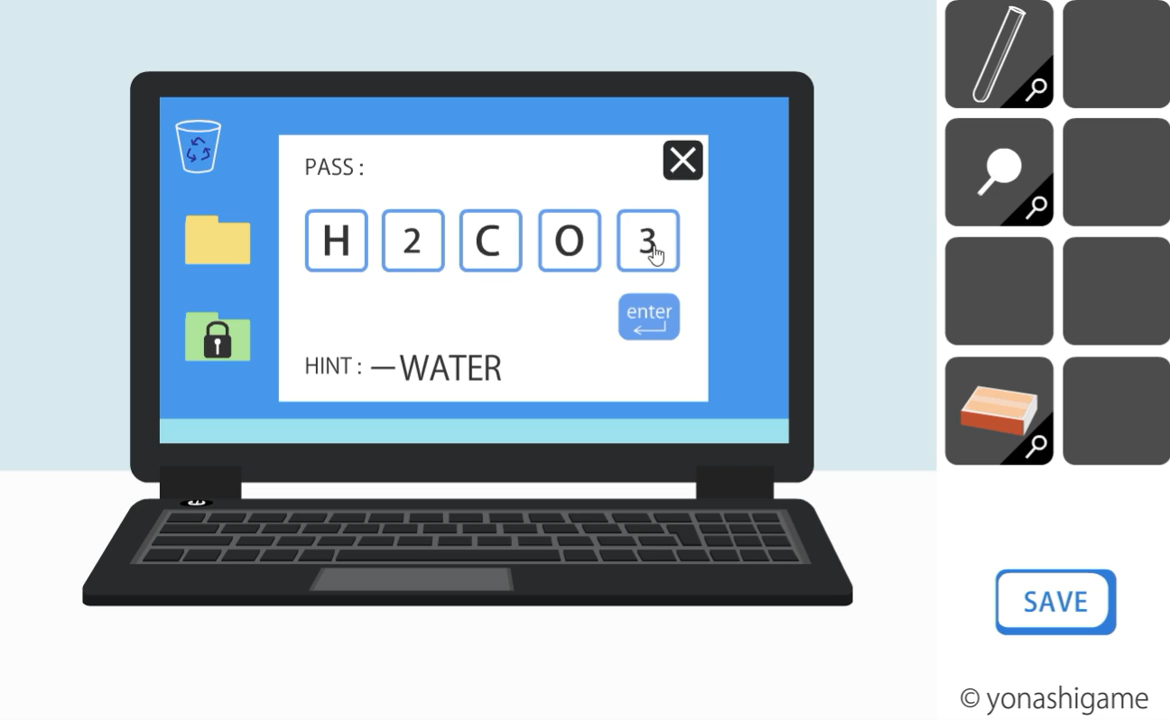 PASS :
H 2 C O 3
enter
HINT : —WATER
SAVE
© yonashigame